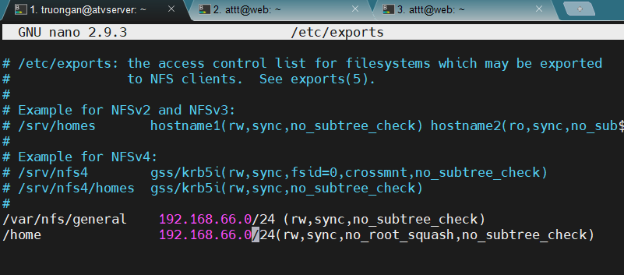 1. truongan@atvserver: ~
2. attt@web: ~
3. attt@web: ~
GNU nano 2.9.3 /etc/exports
# /etc/exports: the access control list for filesystems which may be exported
# to NFS clients. See exports(5).
#
# Example for NFSv2 and NFSv3:
# /srv/homes hostname1(rw,sync,no_subtree_check) hostname2(ro,sync,no_sub$
#
# Example for NFSv4:
# /srv/nfs4 gss/krb5i(rw,sync,fsid=0,crossmnt,no_subtree_check)
# /srv/nfs4/homes gss/krb5i(rw,sync,no_subtree_check)
#
/var/nfs/general 192.168.66.0/24 (rw,sync,no_subtree_check)
/home 192.168.66.0/24(rw,sync,no_root_squash,no_subtree_check)